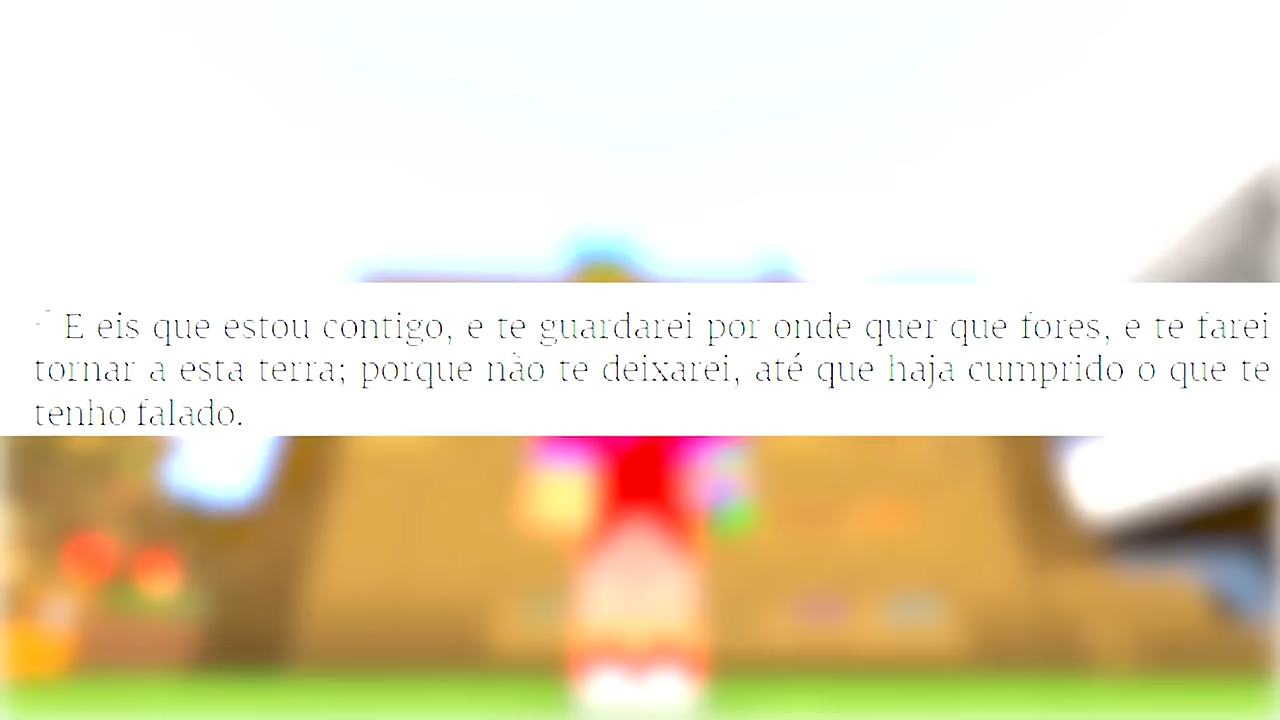 E eis que estou contigo, e te guardarei por onde quer que fores, e te farei
tornar a esta terra; porque não te deixarei, até que haja cumprido o que te
tenho falado.